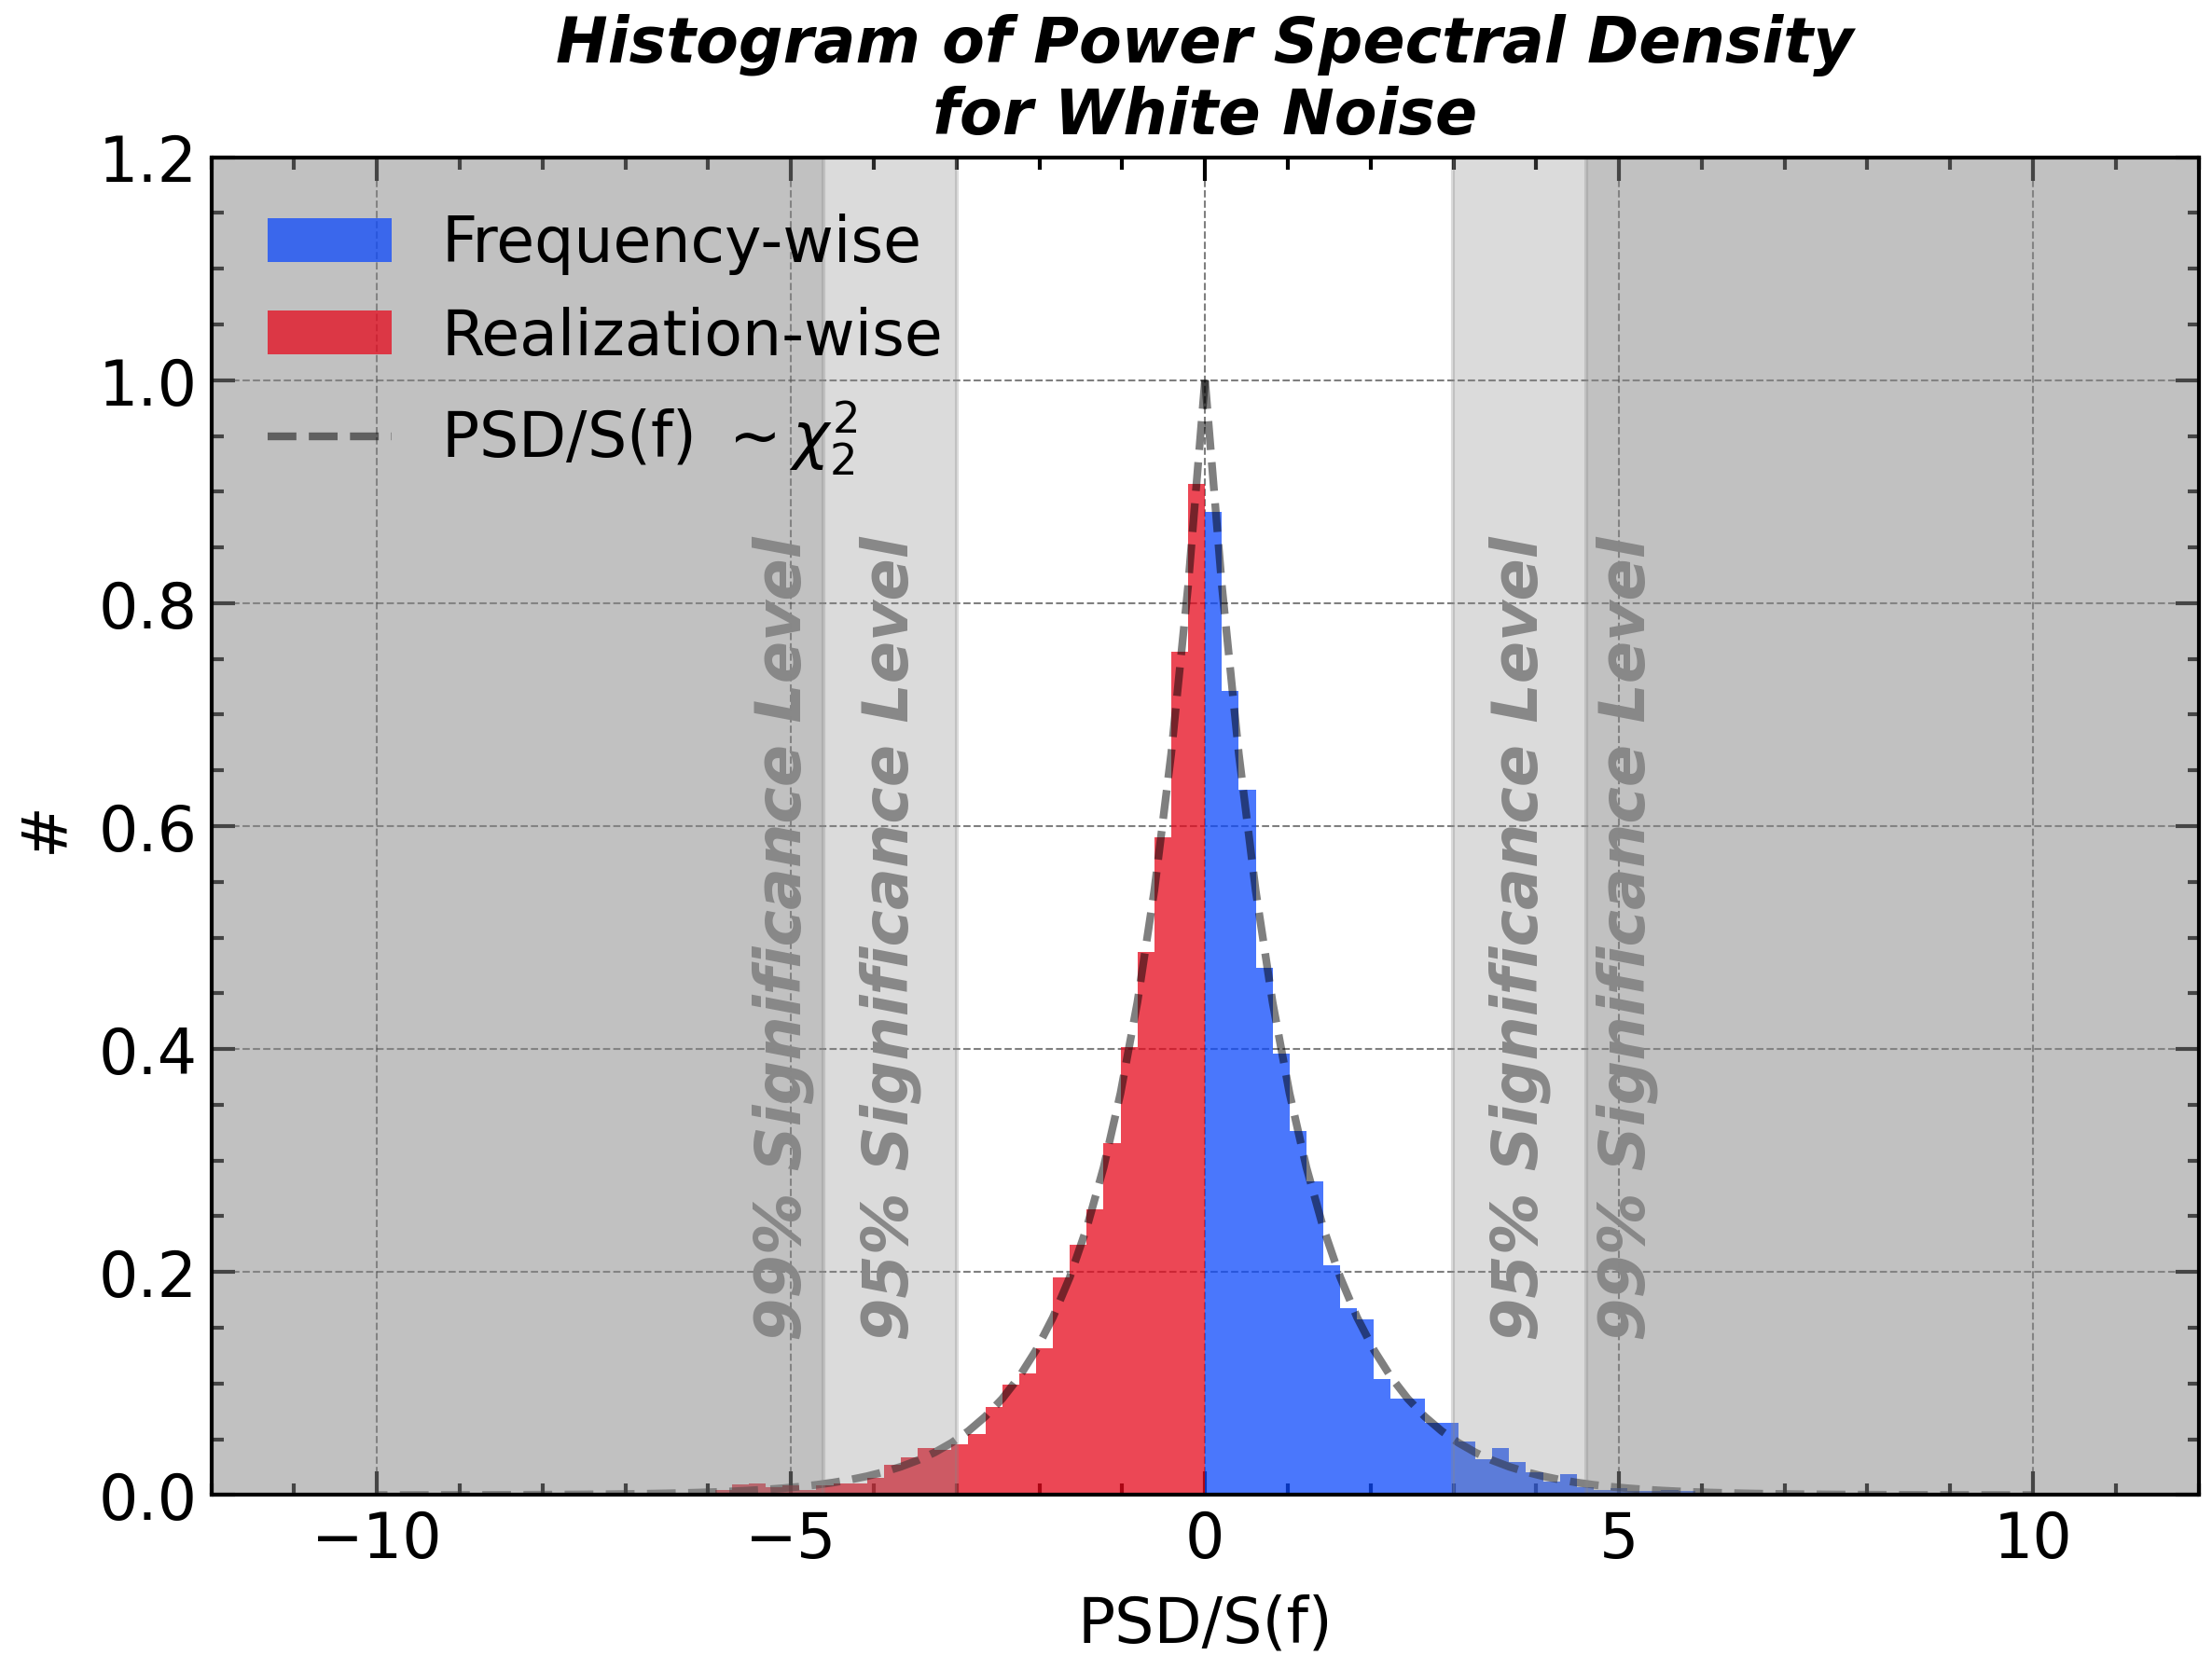 Histogram of Power Spectral Density
for White Noise
1.2
1.0
0.8
0.6
0.4
0.2
0.0
#
Frequency-wise
Realization-wise
PSD/S(f) ~ χ²₂
99% Significance Level
95% Significance Level
95% Significance Level
99% Significance Level
−10
−5
0
5
10
PSD/S(f)